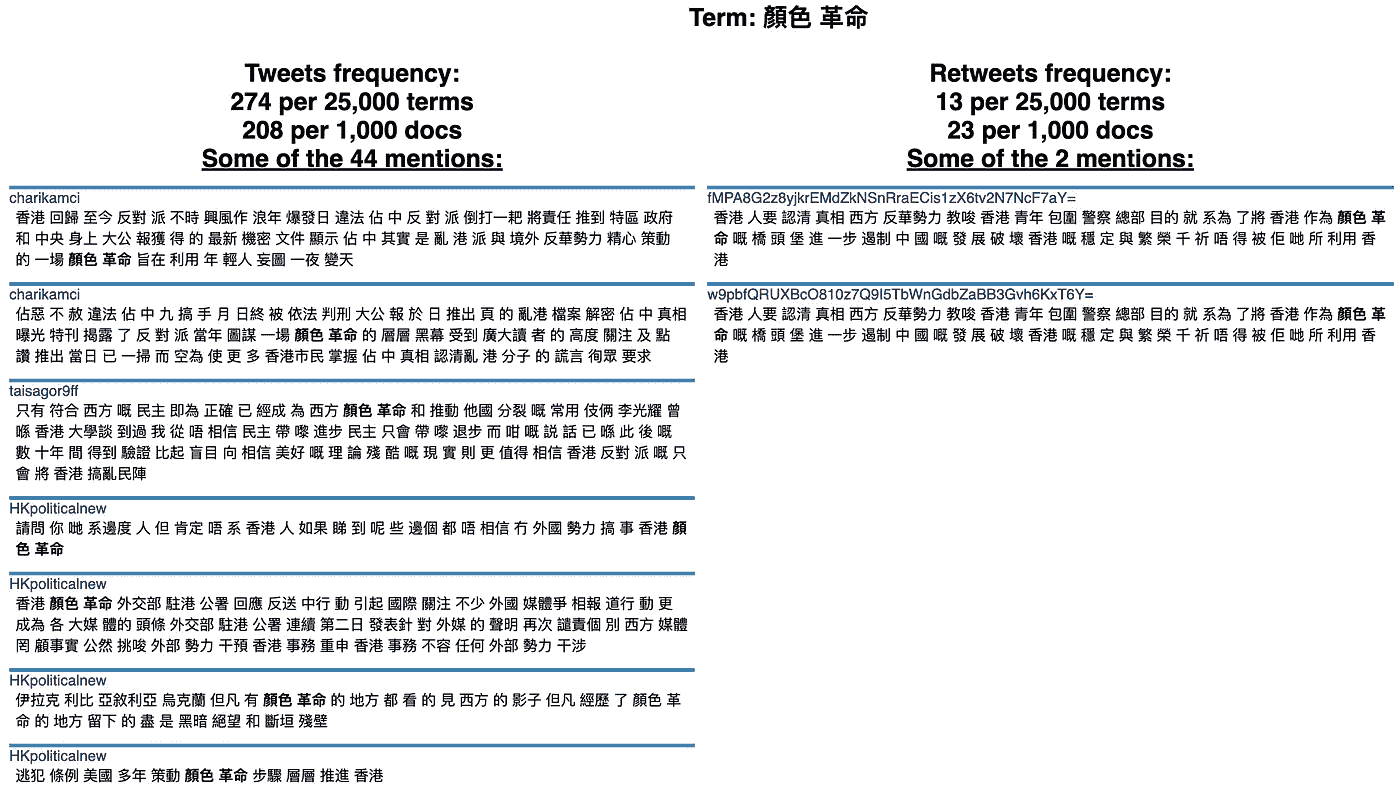 Term: 顏色 革命
Tweets frequency:
274 per 25,000 terms
208 per 1,000 docs
Some of the 44 mentions:
charikamci
香港 回歸 至今 反對 派 不時 興風作 浪年 爆發日 違法 佔 中 反 對 派 倒打一耙 將責任 推到 特區 政府
和 中央 身上 大公 報獲 得 的 最新 機密 文件 顯示 佔 中 其實 是 亂 港 派 與 境外 反華勢力 精心 策動
的 一場 顏色 革命 旨在 利用 年 輕人 妄圖 一夜 變天
charikamci
佔惡 不 赦 違法 佔 中 九 搞 手 月 日終 被 依法 判刑 大公 報 於 日 推出 頁 的 亂港 檔案 解密 佔 中 真相
曝光 特刊 揭露 了 反 對 派 當年 圖謀 一場 顏色 革命 的 層層 黑幕 受到 廣大讀 者 的 高度 關注 及 點
讚 推出 當日 已 一掃 而 空為 使 更 多 香港市民 掌握 佔 中 真相 認清亂 港 分子 的 謊言 徇眾 要求
taisagor9ff
只有 符合 西方 嘅 民主 即為 正確 已 經成 為 西方 顏色 革命 和 推動 他國 分裂 嘅 常用 伎倆 李光耀 曾
喺 香港 大學談 到過 我 從 唔 相信 民主 帶 嚟 進步 民主 只會 帶 嚟 退步 而 咁 嘅 説 話 已 喺 此 後 嘅
數 十年 間 得到 驗證 比起 盲目 向 相信 美好 嘅 理 論 殘 酷 嘅 現 實 則 更 值得 相信 香港 反對 派 嘅 只
會 將 香港 搞亂民陣
HKpoliticalnew
請問 你 哋 系邊度 人 但 肯定 唔 系 香港 人 如果 睇 到 呢 些 邊個 都 唔 相信 冇 外國 勢力 搞 事 香港 顏
色 革命
HKpoliticalnew
香港 顏色 革命 外交部 駐港 公署 回應 反送 中行 動 引起 國際 關注 不少 外國 媒體爭 相報 道行 動 更
成為 各 大媒 體的 頭條 外交部 駐港 公署 連續 第二日 發表針 對 外媒 的 聲明 再次 譴責個 別 西方 媒體
罔 顧事實 公然 挑唆 外部 勢力 干預 香港 事務 重申 香港 事務 不容 任何 外部 勢力 干涉
HKpoliticalnew
伊拉克 利比 亞敘利亞 烏克蘭 但凡 有 顏色 革命 的 地方 都 看 的 見 西方 的 影子 但凡 經歷 了 顏色 革
命 的 地方 留下 的 盡 是 黑暗 絕望 和 斷垣 殘壁
HKpoliticalnew
逃犯 條例 美國 多年 策動 顏色 革命 步驟 層層 推進 香港
Retweets frequency:
13 per 25,000 terms
23 per 1,000 docs
Some of the 2 mentions:
fMPA8G2z8yjkrEMdZkNSnRraECis1zX6tv2N7NcF7aY=
香港 人要 認清 真相 西方 反華勢力 教唆 香港 青年 包圍 警察 總部 目的 就 系為 了將 香港 作為 顏色 革
命 嘅 橋 頭 堡 進 一步 遏制 中 國 嘅 發 展 破 壞 香港 嘅 穩 定 與 繁 榮 千 祈 唔 得 被 佢 哋 所 利用 香
港
w9pbfQRUXBcO810z7Q9I5TbWnGdbZaBB3Gvh6KxT6Y=
香港 人要 認清 真相 西方 反華勢力 教唆 香港 青年 包圍 警察 總部 目的 就 系為 了將 香港 作為 顏色 革
命 嘅 橋 頭 堡 進 一步 遏制 中 國 嘅 發 展 破 壞 香港 嘅 穩 定 與 繁 榮 千 祈 唔 得 被 佢 哋 所 利用 香
港